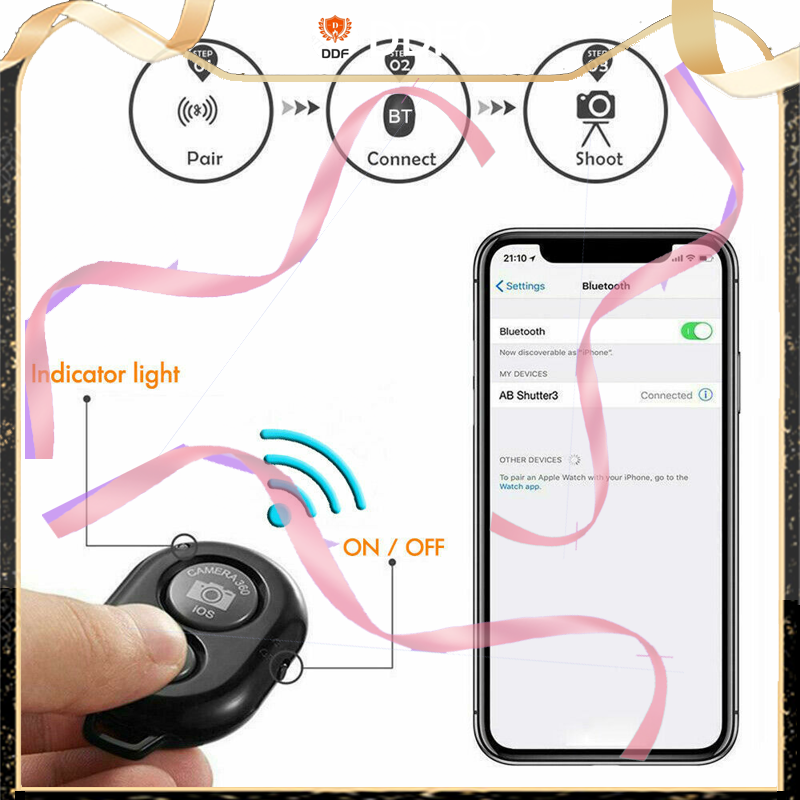 DDF
STEP
02
STEP
Pair
BT
Connect
Shoot
21:10
Settings
Bluetooth
Bluetooth
Now discoverable as "iPhone".
MY DEVICES
AB Shutter3
Connected
Indicator light
OTHER DEVICES
To pair an Apple Watch with your iPhone, go to the
Watch app.
ON / OFF
CAMERA360
IOS